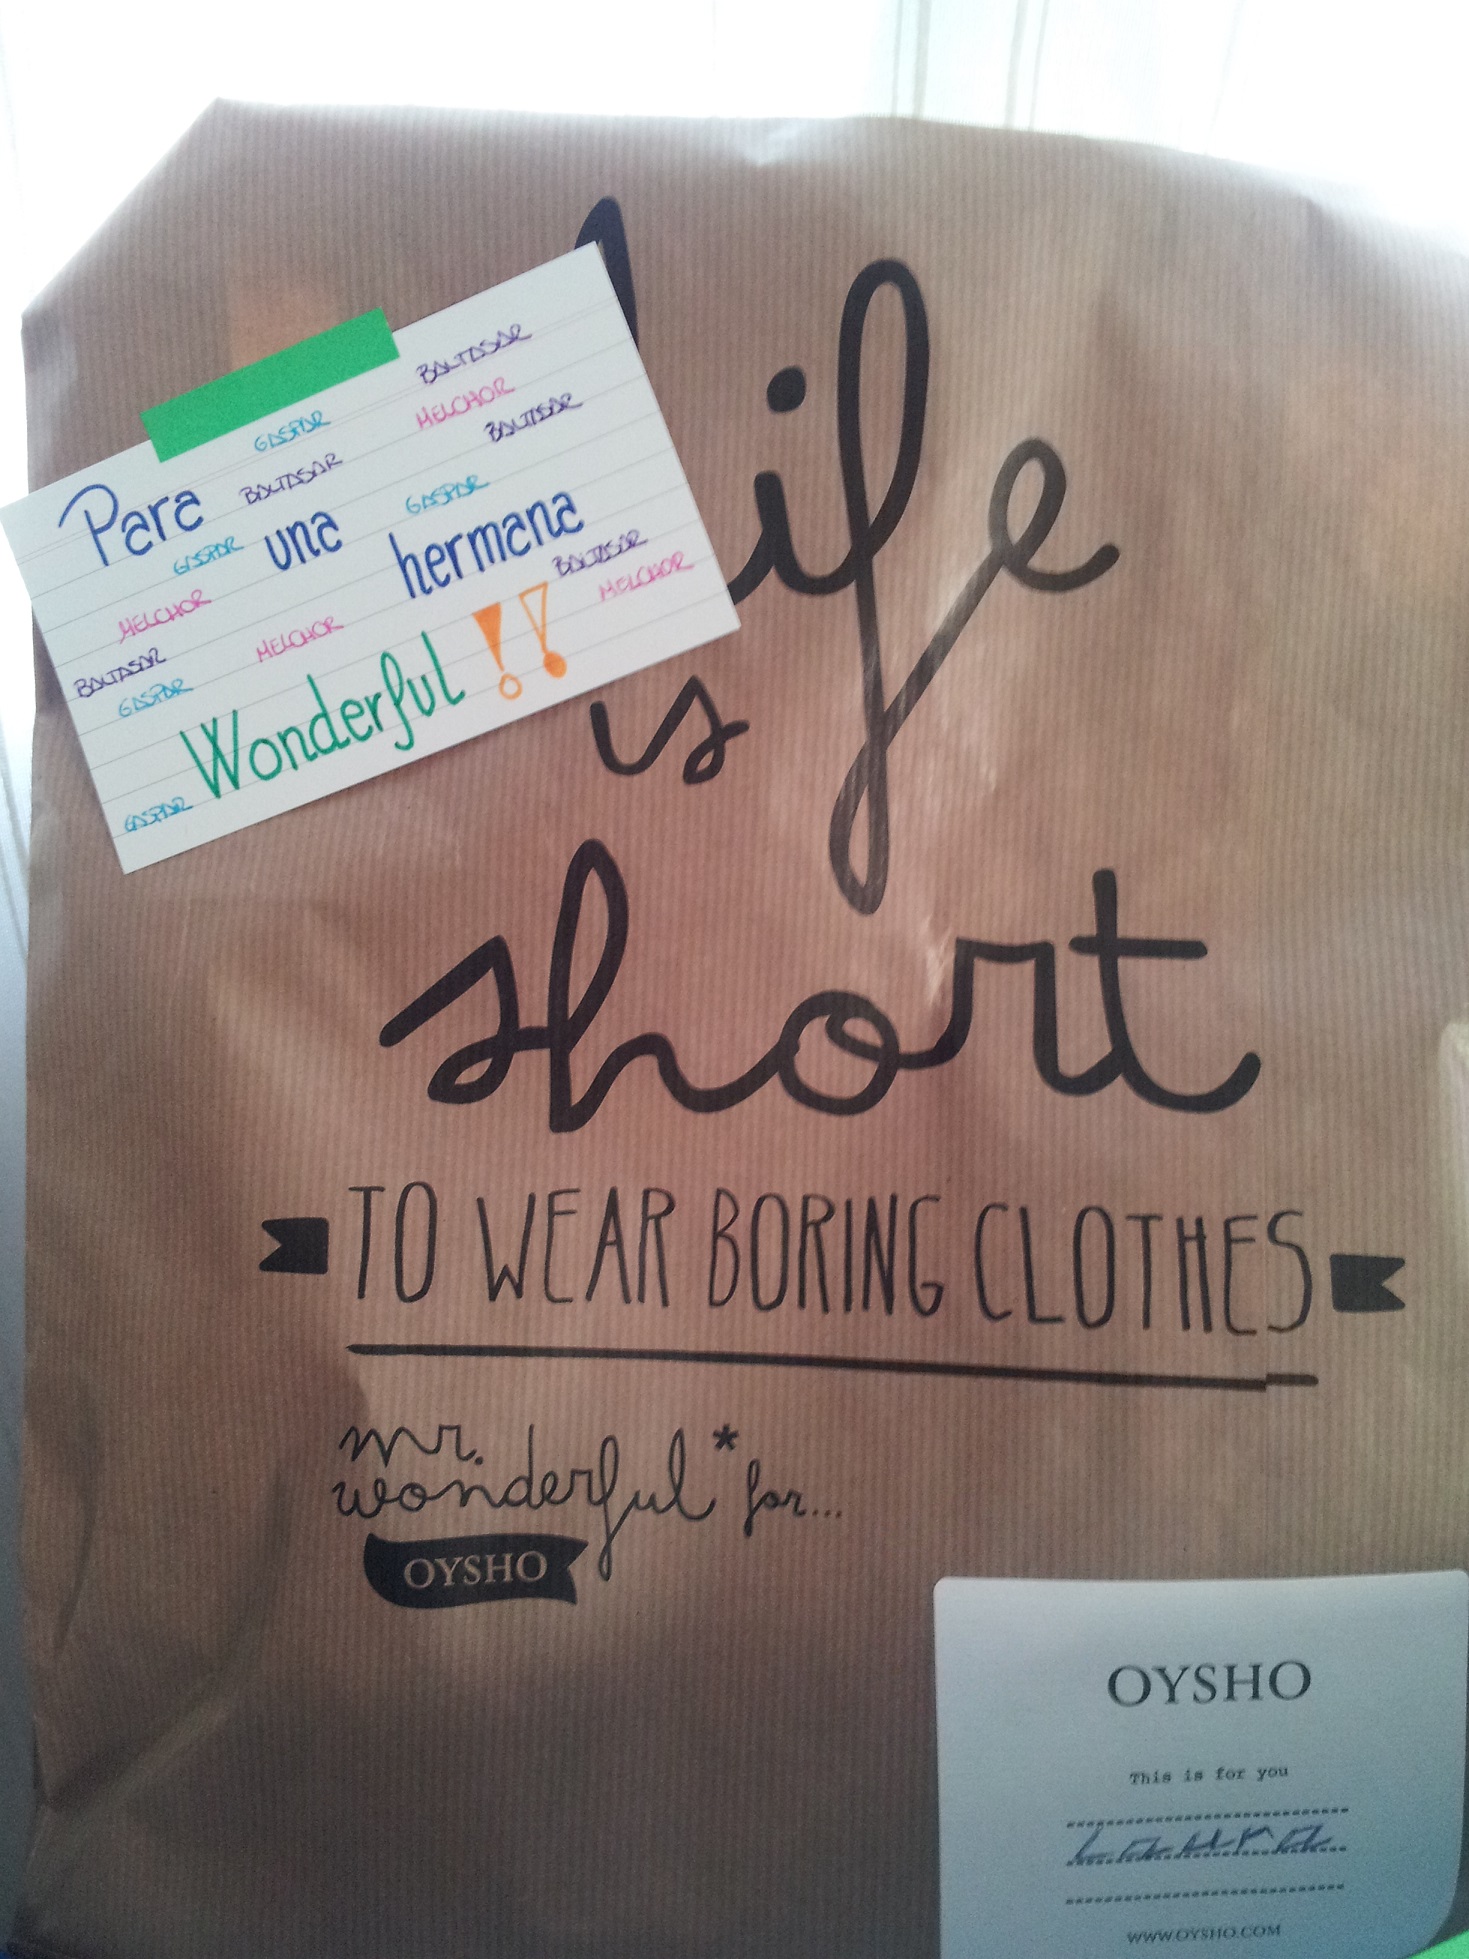 BALTASAR
GASPAR MELCHOR
BALTASAR BALTASAR
Para una hermana
GASPAR GASPAR
MELCHOR MELCHOR BALTASAR
BALTASAR MELCHOR
GASPAR
Wonderful !!
GASPAR
life
is
short
TO WEAR BORING CLOTHES
mr.
wonderful* for...
OYSHO
OYSHO
This is for you
Laura
WWW.OYSHO.COM